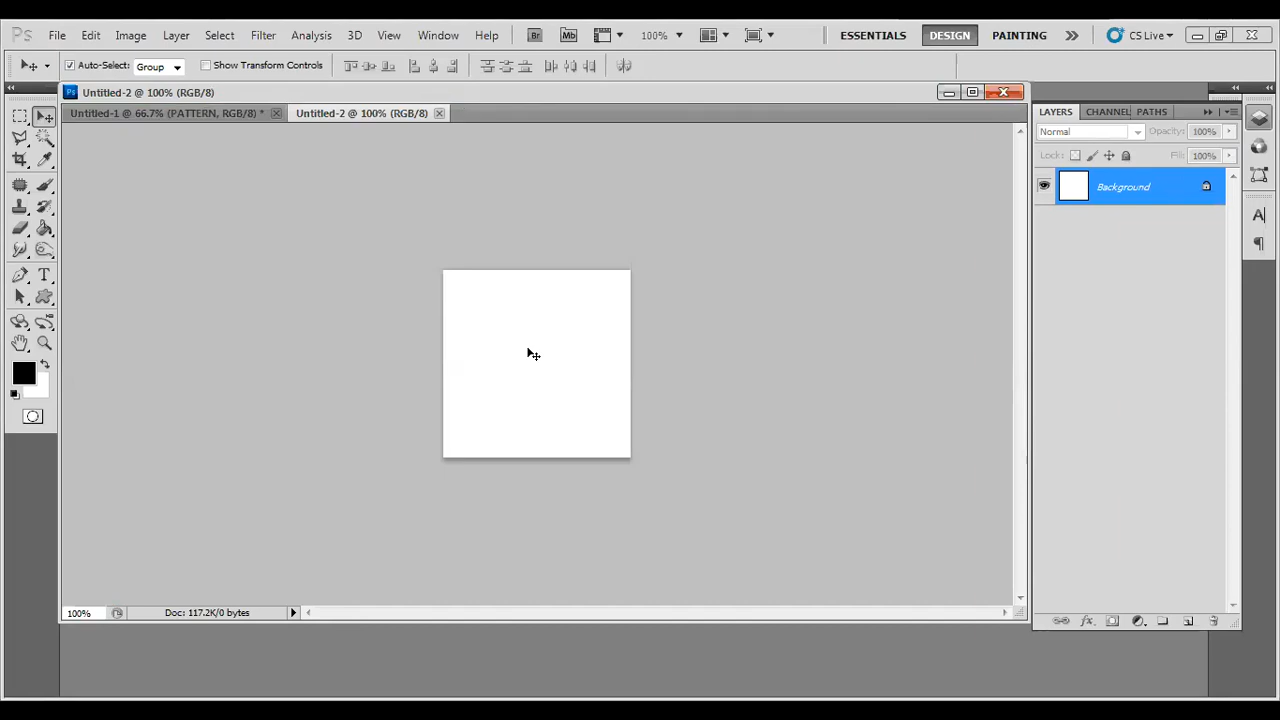 Ps File Edit Image Layer Select Filter Analysis 3D View Window Help Br Mb 100% ESSENTIALS DESIGN PAINTING CS Live
Auto-Select: Group Show Transform Controls
Ps Untitled-2 @ 100% (RGB/8)
Untitled-1 @ 66.7% (PATTERN, RGB/8) * Untitled-2 @ 100% (RGB/8)
LAYERS CHANNEL PATHS
Normal Opacity: 100%
Lock: Fill: 100%
Background
A
T
100% Doc: 117.2K/0 bytes
fx